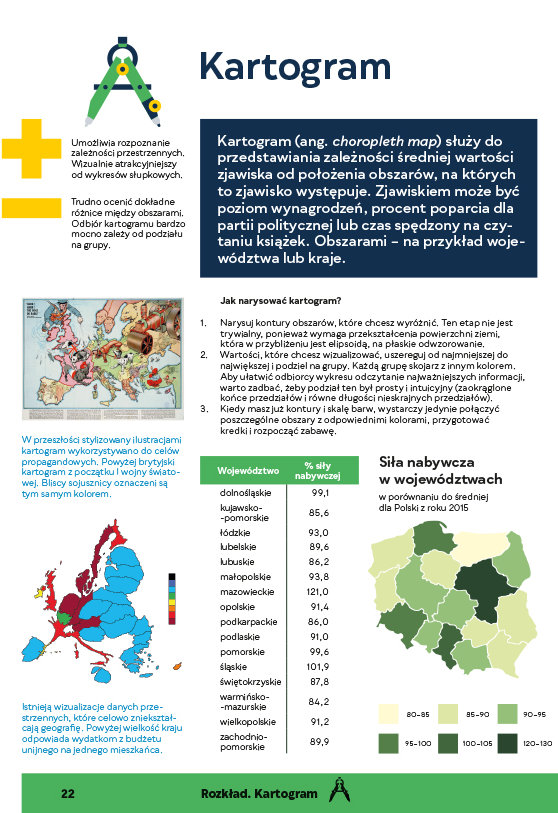 Kartogram
Umożliwia rozpoznanie
zależności przestrzennych.
Wizualnie atrakcyjniejszy
od wykresów słupkowych.
Trudno ocenić dokładne
różnice między obszarami.
Odbiór kartogramu bardzo
mocno zależy od podziału
na grupy.
Kartogram (ang. choropleth map) służy do
przedstawiania zależności średniej wartości
zjawiska od położenia obszarów, na których
to zjawisko występuje. Zjawiskiem może być
poziom wynagrodzeń, procent poparcia dla
partii politycznej lub czas spędzony na czy-
taniu książek. Obszarami – na przykład woje-
wództwa lub kraje.
W przeszłości stylizowany ilustracjami
kartogram wykorzystywano do celów
propagandowych. Powyżej brytyjski
kartogram z początku I wojny świato-
wej. Bliscy sojusznicy oznaczeni są
tym samym kolorem.
Istnieją wizualizacje danych prze-
strzennych, które celowo zniekształ-
cają geografię. Powyżej wielkość kraju
odpowiada wydatkom z budżetu
unijnego na jednego mieszkańca.
Jak narysować kartogram?
1. Narysuj kontury obszarów, które chcesz wyróżnić. Ten etap nie jest
trywialny, ponieważ wymaga przekształcenia powierzchni ziemi,
która w przybliżeniu jest elipsoidą, na płaskie odwzorowanie.
2. Wartości, które chcesz wizualizować, uszereguj od najmniejszej do
największej i podziel na grupy. Każdą grupę skojarz z innym kolorem.
Aby ułatwić odbiorcy wykresu odczytanie najważniejszych informacji,
warto zadbać, żeby podział ten był prosty i intuicyjny (zaokrąglone
końce przedziałów i równe długości nieskrajnych przedziałów).
3. Kiedy masz już kontury i skalę barw, wystarczy jedynie połączyć
poszczególne obszary z odpowiednimi kolorami, przygotować
kredki i rozpocząć zabawę.
Województwo % siły
nabywczej
dolnośląskie 99,1
kujawsko-
-pomorskie 85,6
łódzkie 93,0
lubelskie 89,6
lubuskie 86,2
małopolskie 93,8
mazowieckie 121,0
opolskie 91,4
podkarpackie 86,0
podlaskie 91,0
pomorskie 99,6
śląskie 101,9
świętokrzyskie 87,8
warmińsko-
-mazurskie 84,2
wielkopolskie 91,2
zachodnio-
pomorskie 89,9
Siła nabywcza
w województwach
w porównaniu do średniej
dla Polski z roku 2015
80–85 85–90 90–95
95–100 100–105 120–130
22 Rozkład. Kartogram